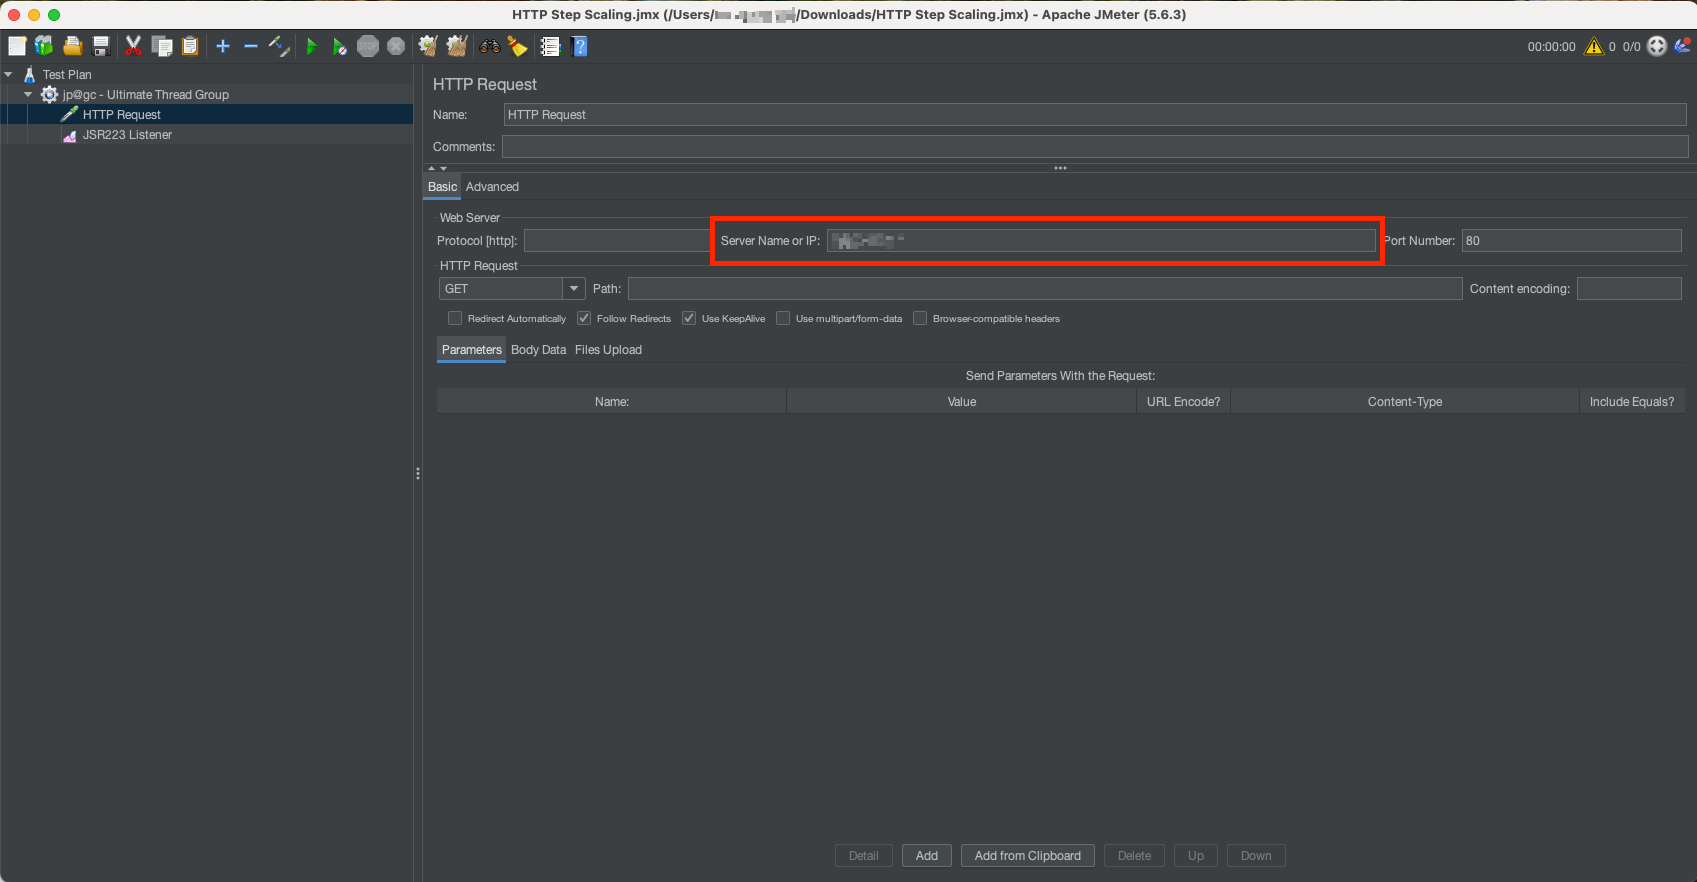 HTTP Step Scaling.jmx (/Users/ /Downloads/HTTP Step Scaling.jmx) - Apache JMeter (5.6.3)
STOP
?
00:00:00 0 0/0
Test Plan
jp@gc - Ultimate Thread Group
HTTP Request
JSR223 Listener
HTTP Request
Name: HTTP Request
Comments:
Basic Advanced
Web Server
Protocol [http]: Server Name or IP: Port Number: 80
HTTP Request
GET Path: Content encoding:
Redirect Automatically Follow Redirects Use KeepAlive Use multipart/form-data Browser-compatible headers
Parameters Body Data Files Upload
Send Parameters With the Request:
Name: Value URL Encode? Content-Type Include Equals?
Detail Add Add from Clipboard Delete Up Down